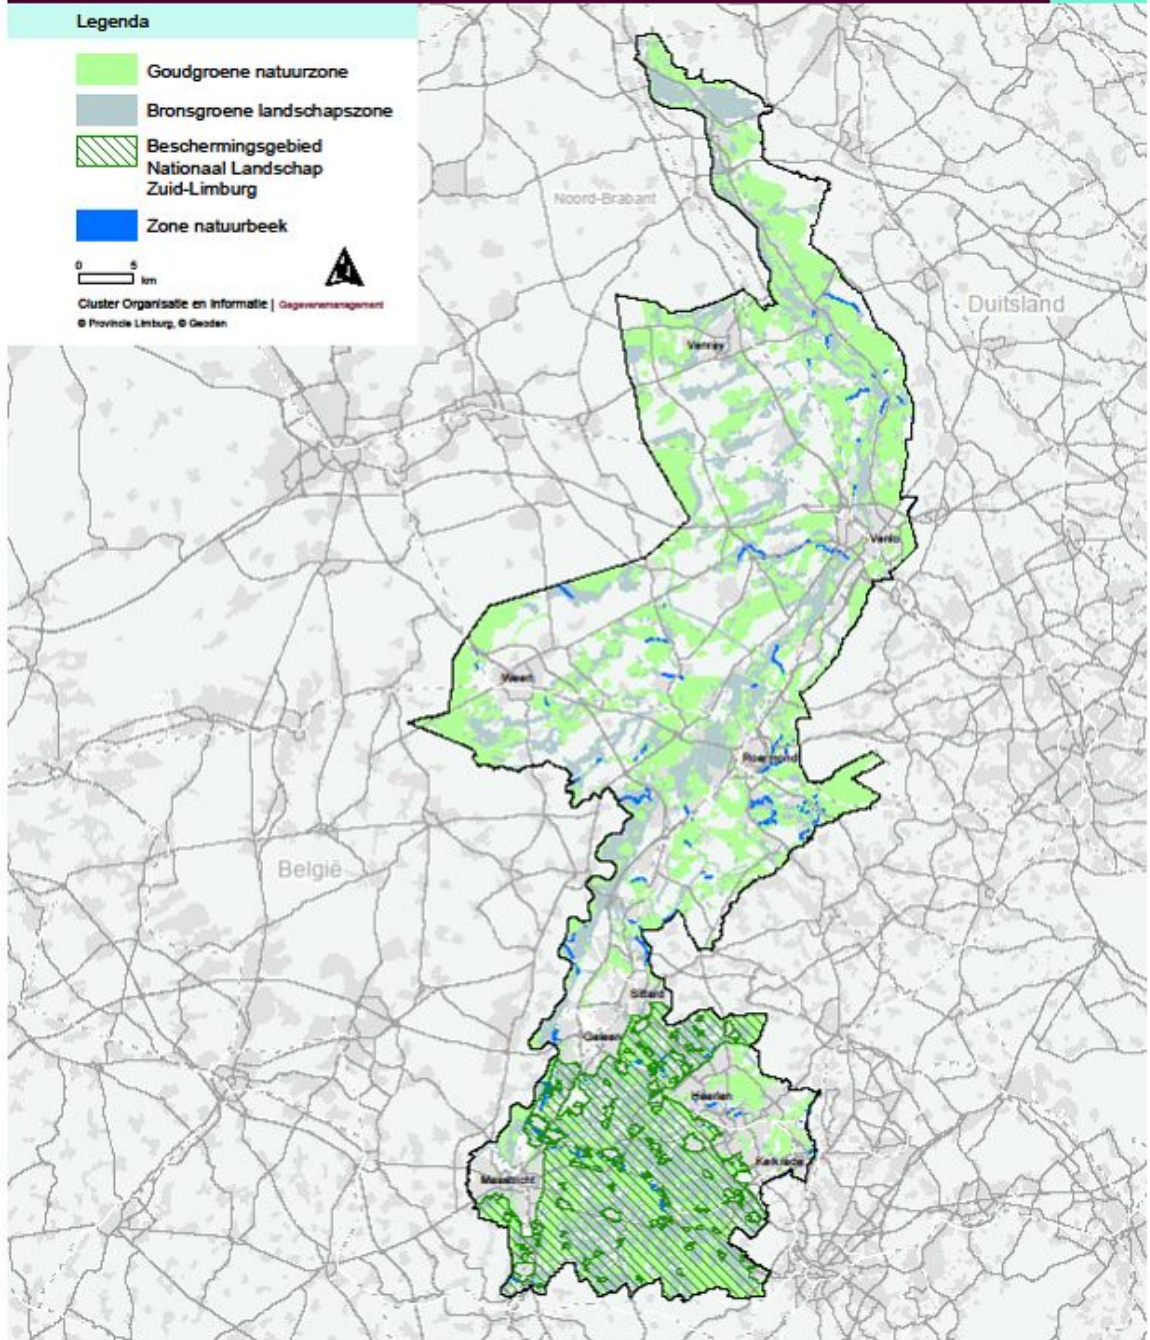 Legenda
Goudgroene natuurzone
Bronsgroene landschapszone
Beschermingsgebied
Nationaal Landschap
Zuid-Limburg
Zone natuurbeek
0 5
km
Cluster Organisatie en Informatie | Gegevensmanagement
© Provincie Limburg, © Geodan
Noord-Brabant
Duitsland
Venray
Venlo
Weert
Roermond
België
Sittard
Geleen
Heerlen
Kerkrade
Maastricht